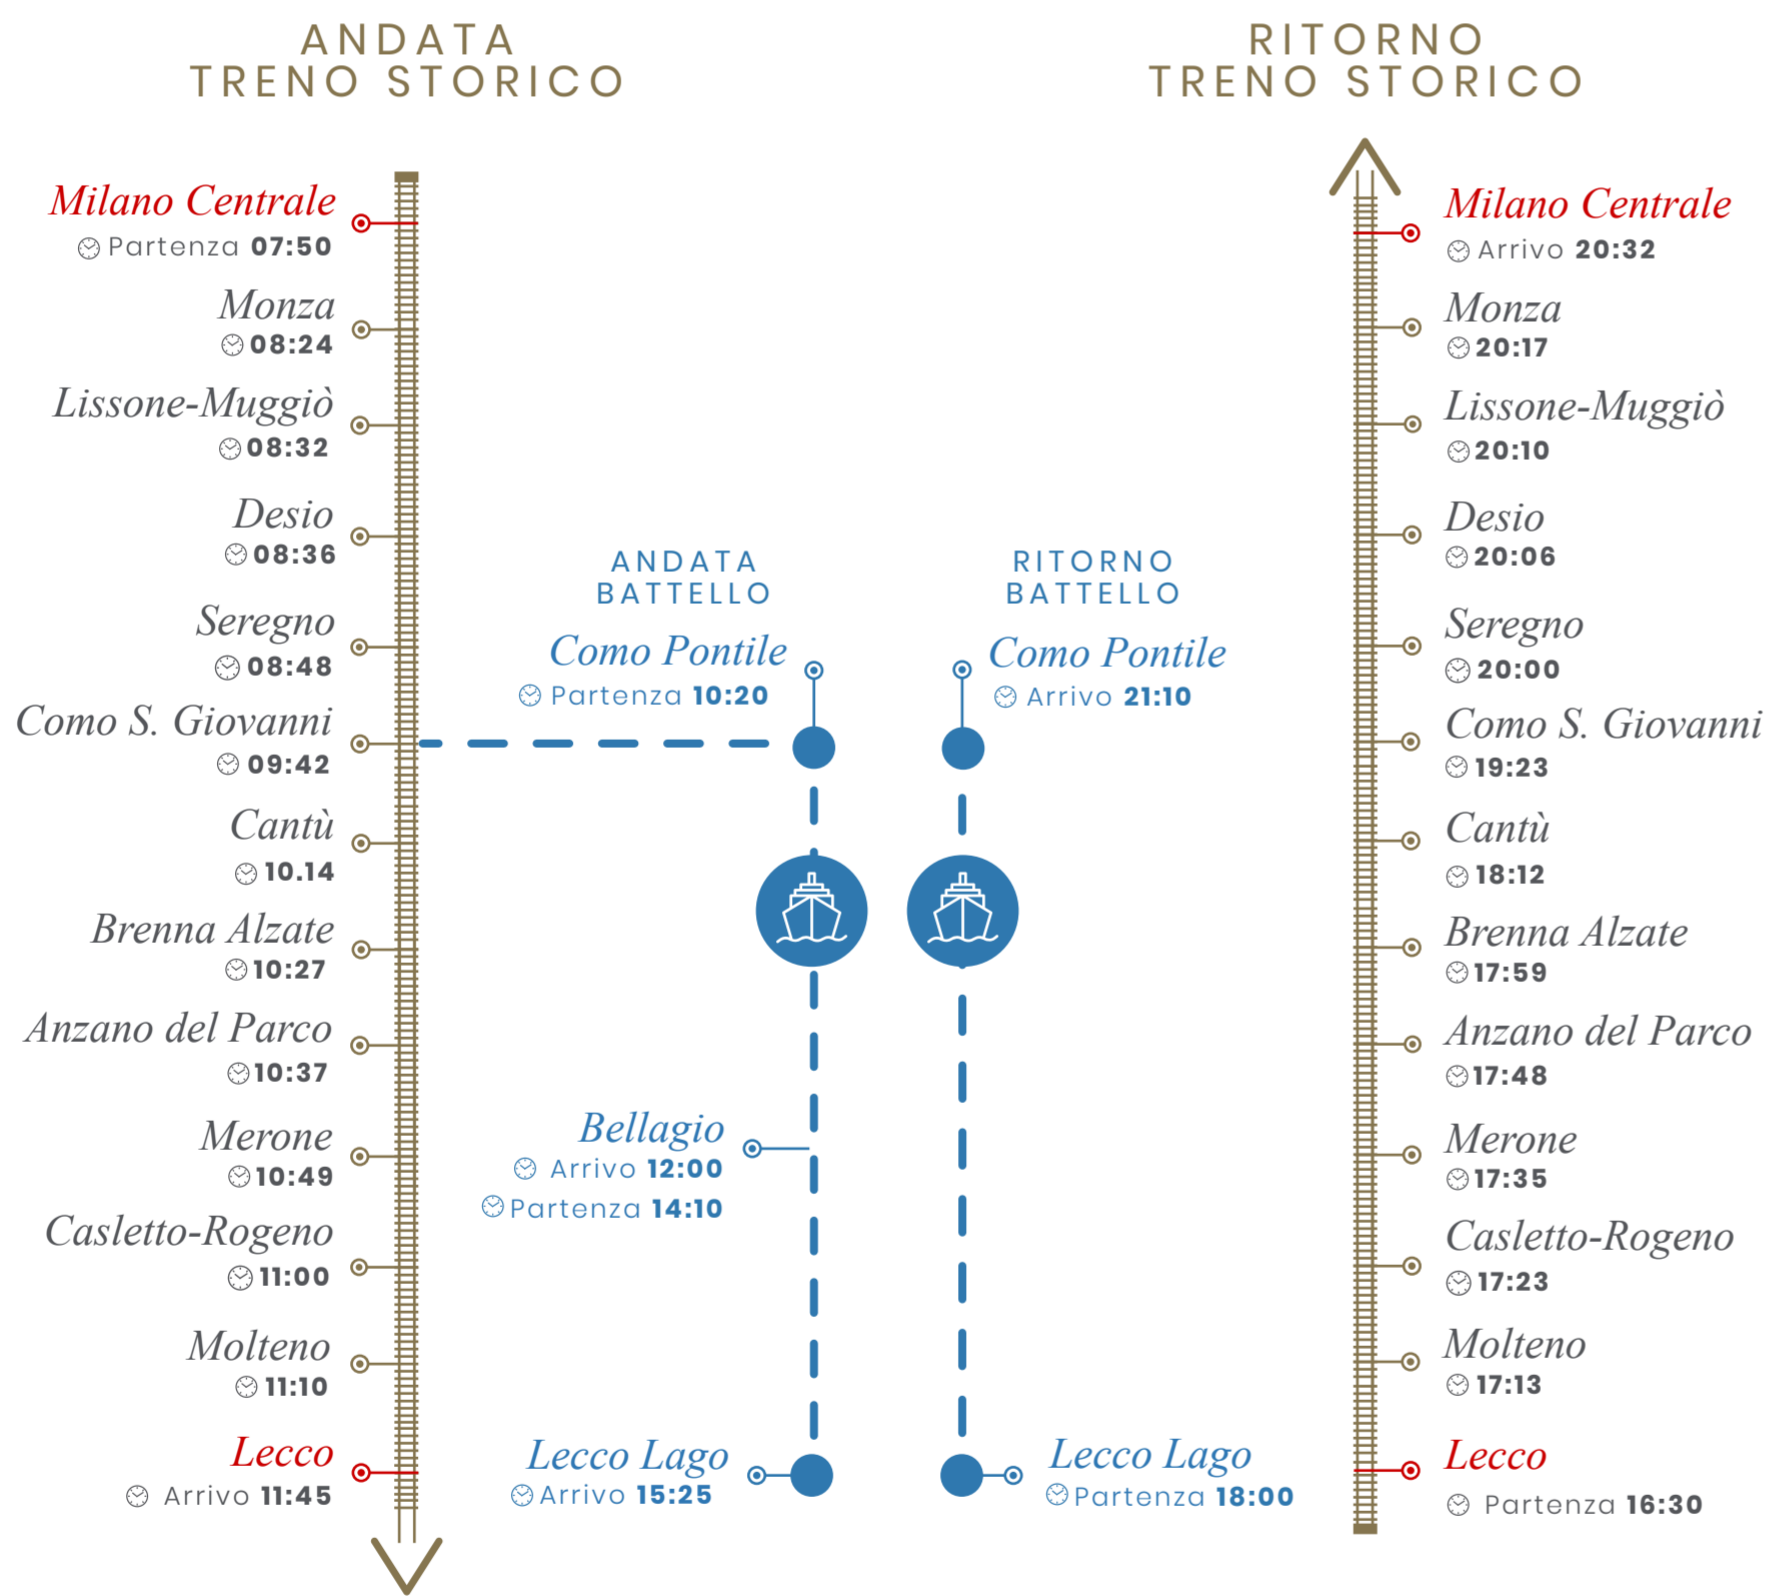 ANDATA
TRENO STORICO
Milano Centrale
Partenza 07:50
Monza
08:24
Lissone-Muggiò
08:32
Desio
08:36
Seregno
08:48
Como S. Giovanni
09:42
Cantù
10.14
Brenna Alzate
10:27
Anzano del Parco
10:37
Merone
10:49
Casletto-Rogeno
11:00
Molteno
11:10
Lecco
Arrivo 11:45
ANDATA
BATTELLO
Como Pontile
Partenza 10:20
Bellagio
Arrivo 12:00
Partenza 14:10
Lecco Lago
Arrivo 15:25
RITORNO
BATTELLO
Como Pontile
Arrivo 21:10
Lecco Lago
Partenza 18:00
RITORNO
TRENO STORICO
Milano Centrale
Arrivo 20:32
Monza
20:17
Lissone-Muggiò
20:10
Desio
20:06
Seregno
20:00
Como S. Giovanni
19:23
Cantù
18:12
Brenna Alzate
17:59
Anzano del Parco
17:48
Merone
17:35
Casletto-Rogeno
17:23
Molteno
17:13
Lecco
Partenza 16:30